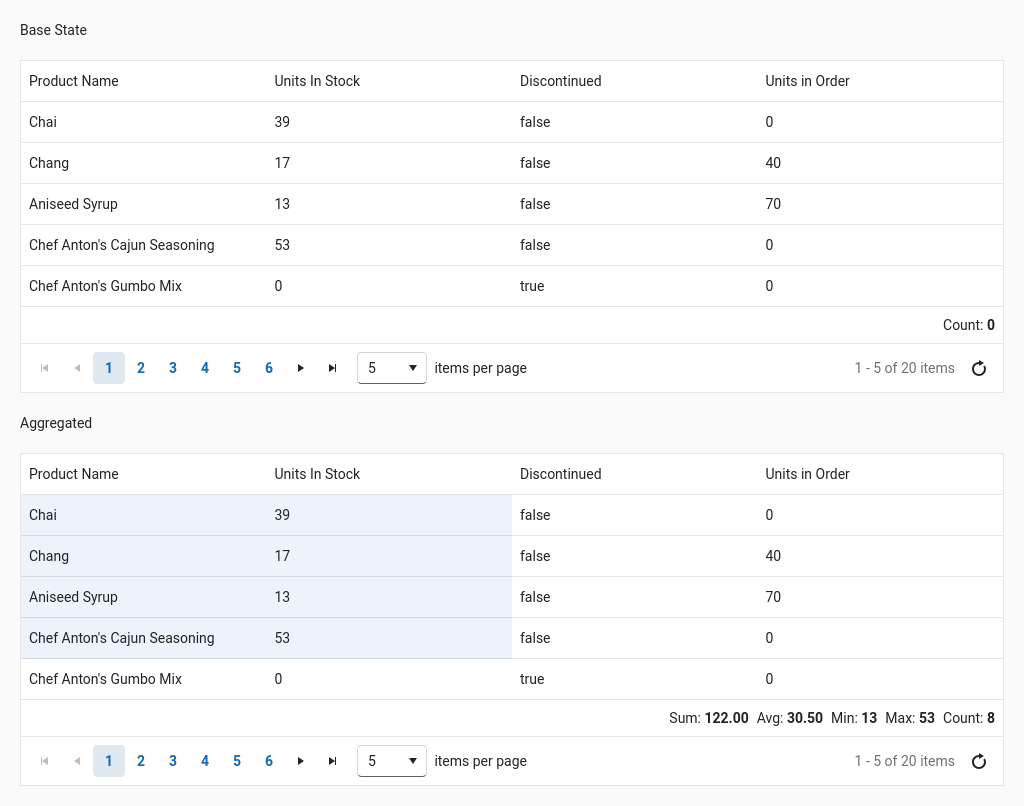 Base State
Product Name Units In Stock Discontinued Units in Order
Chai 39 false 0
Chang 17 false 40
Aniseed Syrup 13 false 70
Chef Anton's Cajun Seasoning 53 false 0
Chef Anton's Gumbo Mix 0 true 0
Count: 0
1 2 3 4 5 6 5 items per page 1 - 5 of 20 items
Aggregated
Product Name Units In Stock Discontinued Units in Order
Chai 39 false 0
Chang 17 false 40
Aniseed Syrup 13 false 70
Chef Anton's Cajun Seasoning 53 false 0
Chef Anton's Gumbo Mix 0 true 0
Sum: 122.00 Avg: 30.50 Min: 13 Max: 53 Count: 8
1 2 3 4 5 6 5 items per page 1 - 5 of 20 items